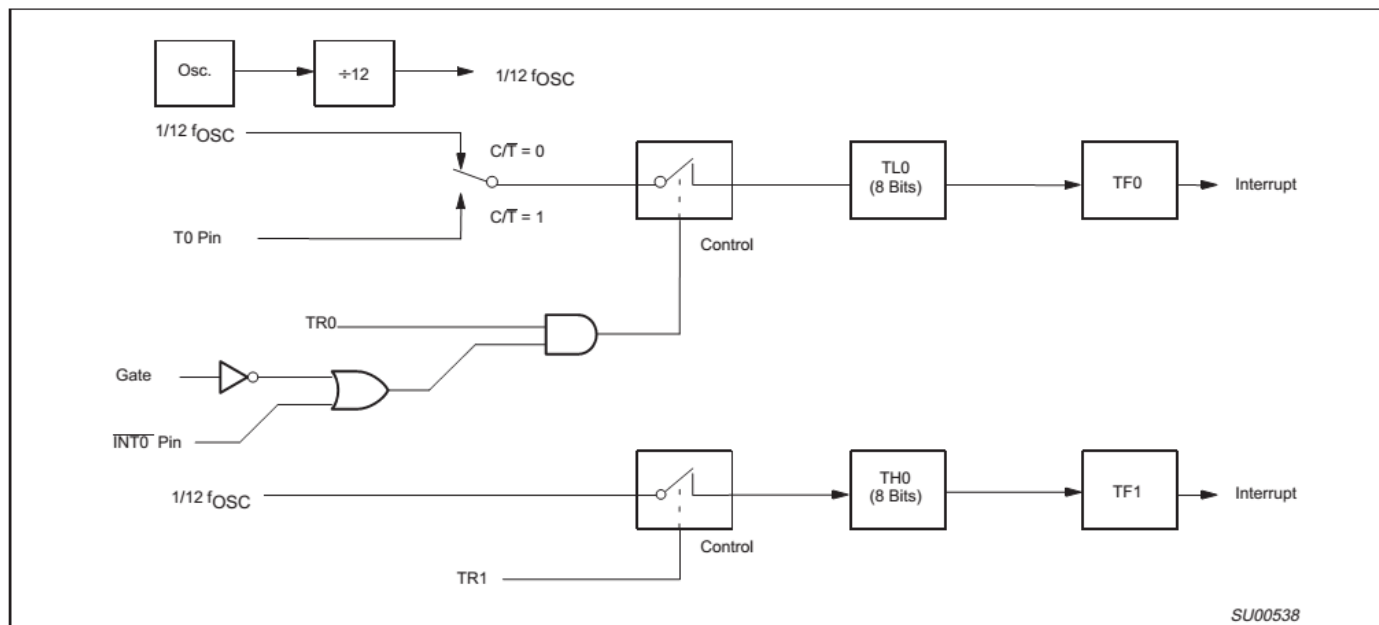 Osc.
÷12
1/12 fOSC
1/12 fOSC
C/T̅ = 0
TL0
(8 Bits)
TF0
Interrupt
C/T̅ = 1
T0 Pin
Control
TR0
Gate
I̅N̅T̅0̅ Pin
1/12 fOSC
TH0
(8 Bits)
TF1
Interrupt
Control
TR1
SU00538